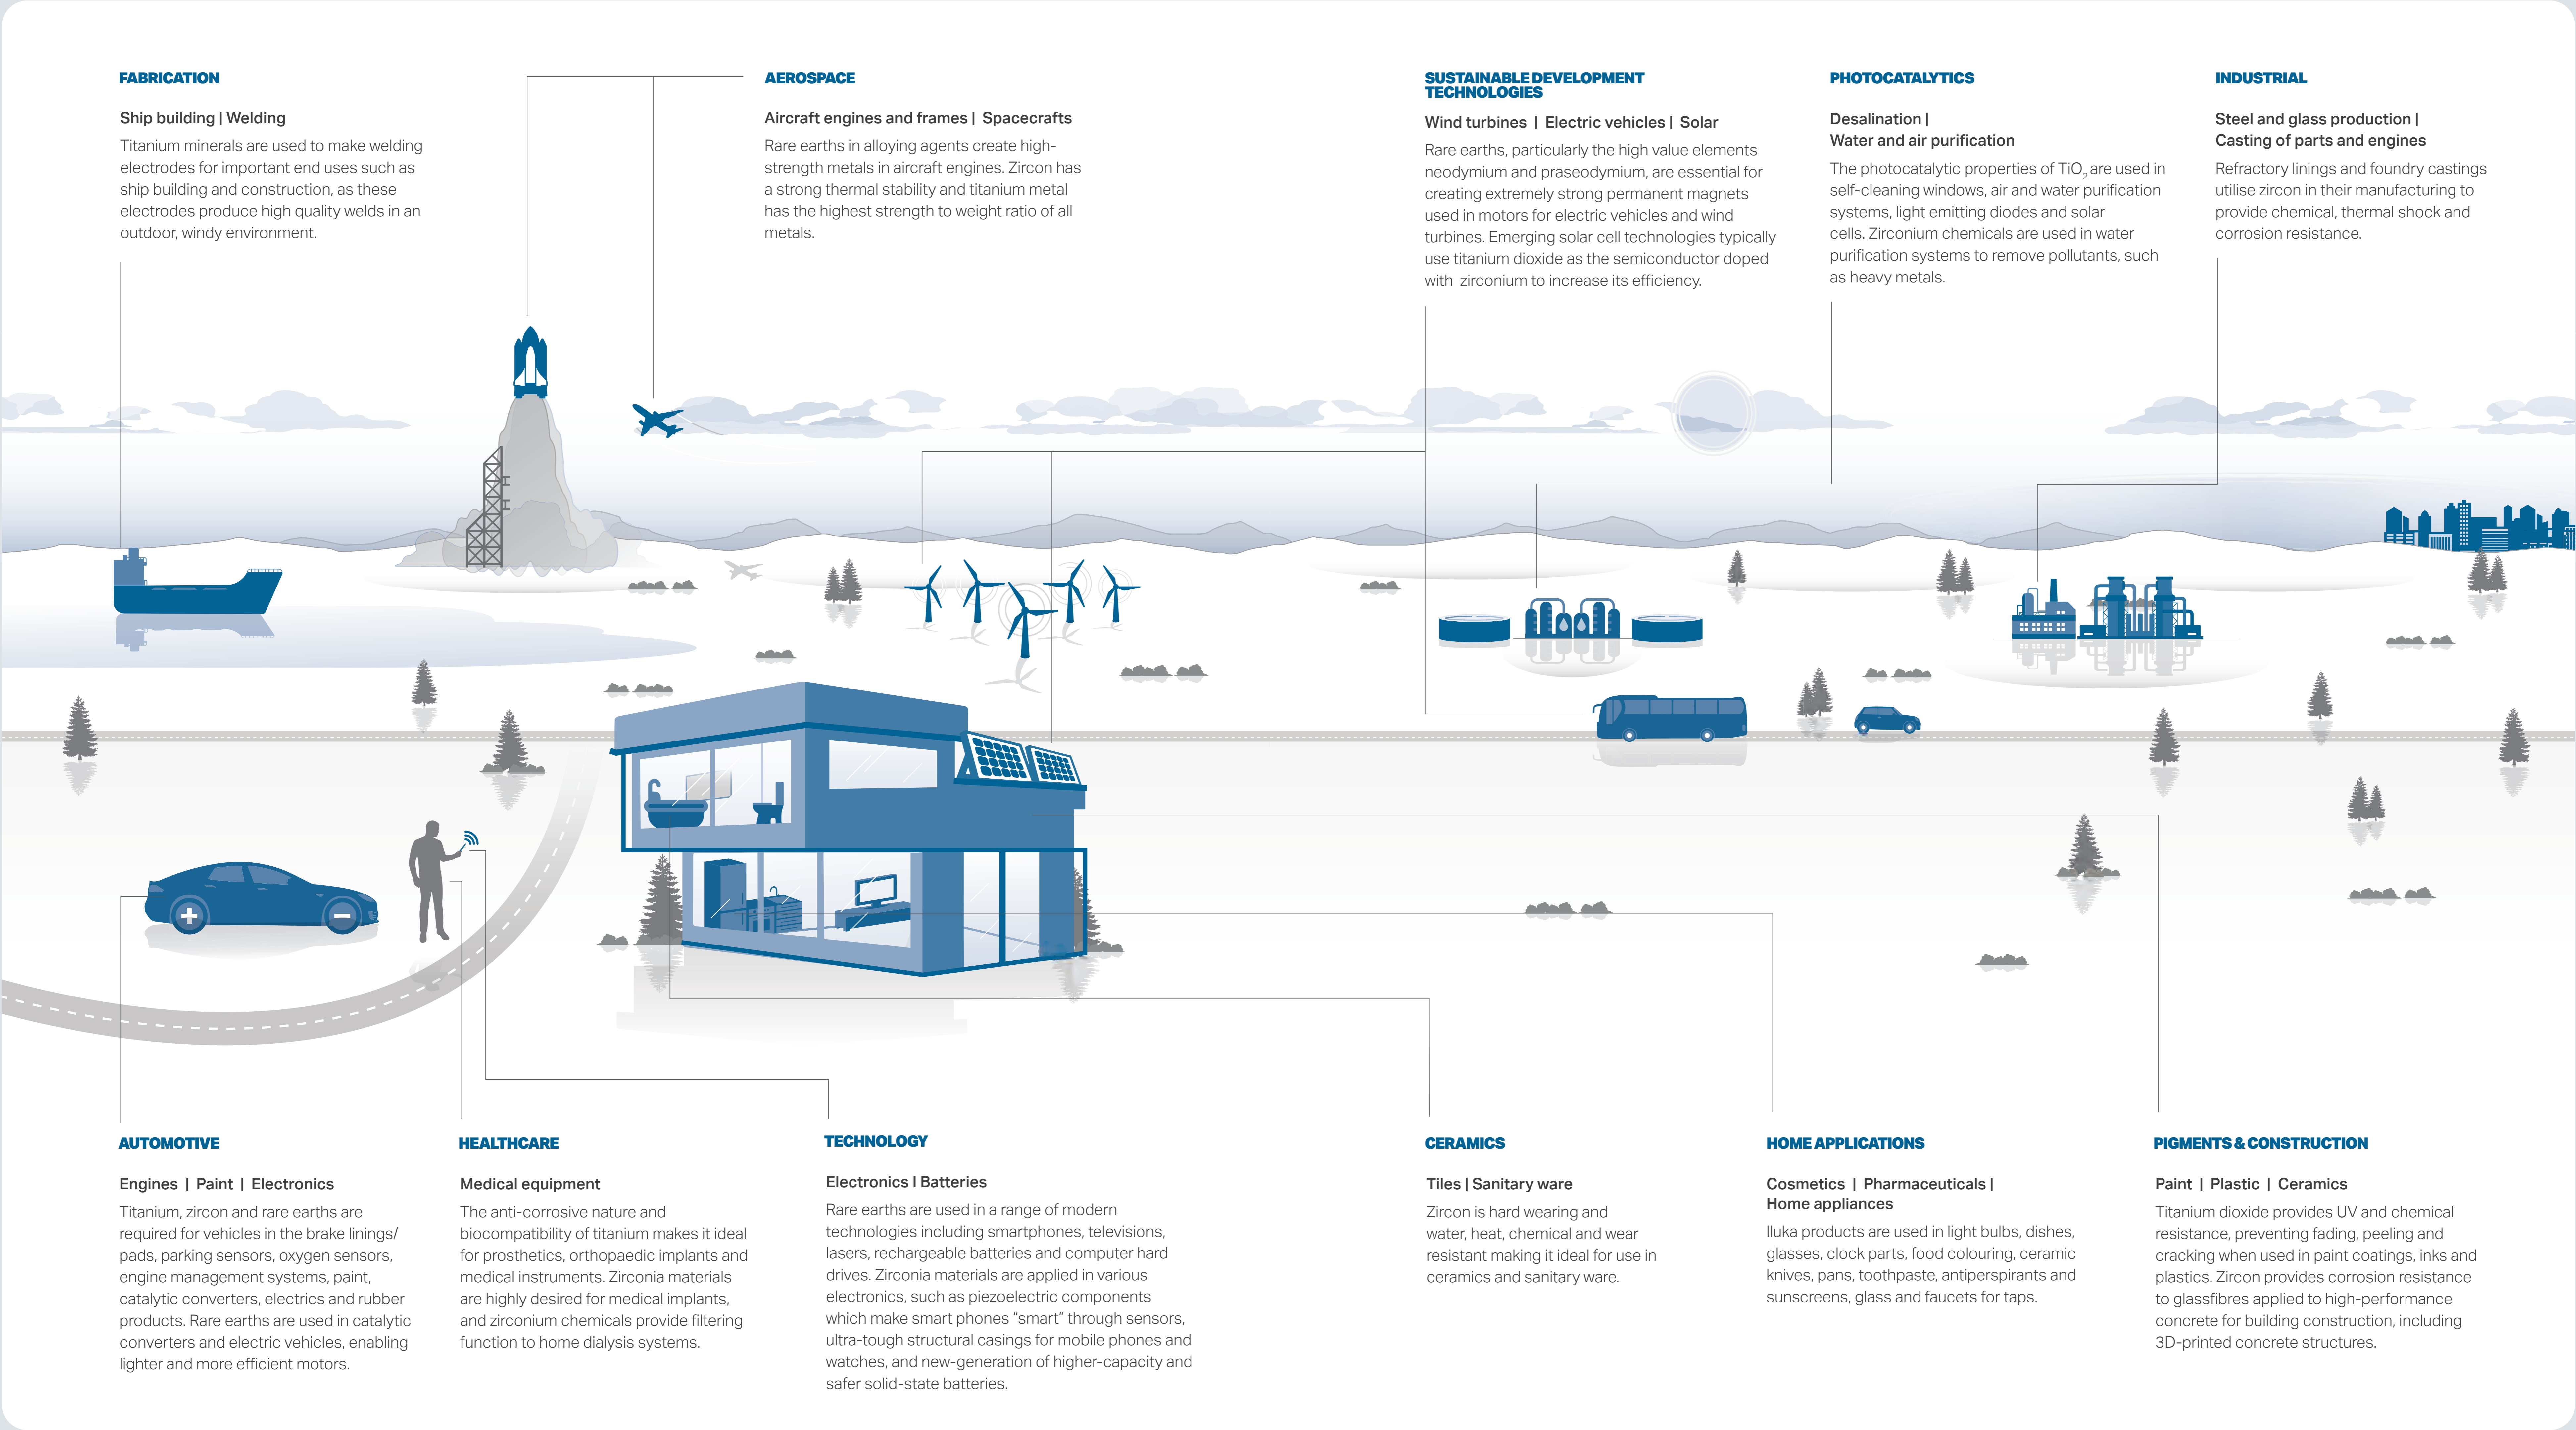 FABRICATION
Ship building | Welding
Titanium minerals are used to make welding
electrodes for important end uses such as
ship building and construction, as these
electrodes produce high quality welds in an
outdoor, windy environment.
AEROSPACE
Aircraft engines and frames | Spacecrafts
Rare earths in alloying agents create high-
strength metals in aircraft engines. Zircon has
a strong thermal stability and titanium metal
has the highest strength to weight ratio of all
metals.
SUSTAINABLE DEVELOPMENT
TECHNOLOGIES
Wind turbines | Electric vehicles | Solar
Rare earths, particularly the high value elements
neodymium and praseodymium, are essential for
creating extremely strong permanent magnets
used in motors for electric vehicles and wind
turbines. Emerging solar cell technologies typically
use titanium dioxide as the semiconductor doped
with zirconium to increase its efficiency.
PHOTOCATALYTICS
Desalination |
Water and air purification
The photocatalytic properties of TiO₂ are used in
self-cleaning windows, air and water purification
systems, light emitting diodes and solar
cells. Zirconium chemicals are used in water
purification systems to remove pollutants, such
as heavy metals.
INDUSTRIAL
Steel and glass production |
Casting of parts and engines
Refractory linings and foundry castings
utilise zircon in their manufacturing to
provide chemical, thermal shock and
corrosion resistance.
AUTOMOTIVE
Engines | Paint | Electronics
Titanium, zircon and rare earths are
required for vehicles in the brake linings/
pads, parking sensors, oxygen sensors,
engine management systems, paint,
catalytic converters, electrics and rubber
products. Rare earths are used in catalytic
converters and electric vehicles, enabling
lighter and more efficient motors.
HEALTHCARE
Medical equipment
The anti-corrosive nature and
biocompatibility of titanium makes it ideal
for prosthetics, orthopaedic implants and
medical instruments. Zirconia materials
are highly desired for medical implants,
and zirconium chemicals provide filtering
function to home dialysis systems.
TECHNOLOGY
Electronics I Batteries
Rare earths are used in a range of modern
technologies including smartphones, televisions,
lasers, rechargeable batteries and computer hard
drives. Zirconia materials are applied in various
electronics, such as piezoelectric components
which make smart phones “smart” through sensors,
ultra-tough structural casings for mobile phones and
watches, and new-generation of higher-capacity and
safer solid-state batteries.
CERAMICS
Tiles | Sanitary ware
Zircon is hard wearing and
water, heat, chemical and wear
resistant making it ideal for use in
ceramics and sanitary ware.
HOME APPLICATIONS
Cosmetics | Pharmaceuticals |
Home appliances
Iluka products are used in light bulbs, dishes,
glasses, clock parts, food colouring, ceramic
knives, pans, toothpaste, antiperspirants and
sunscreens, glass and faucets for taps.
PIGMENTS & CONSTRUCTION
Paint | Plastic | Ceramics
Titanium dioxide provides UV and chemical
resistance, preventing fading, peeling and
cracking when used in paint coatings, inks and
plastics. Zircon provides corrosion resistance
to glassfibres applied to high-performance
concrete for building construction, including
3D-printed concrete structures.